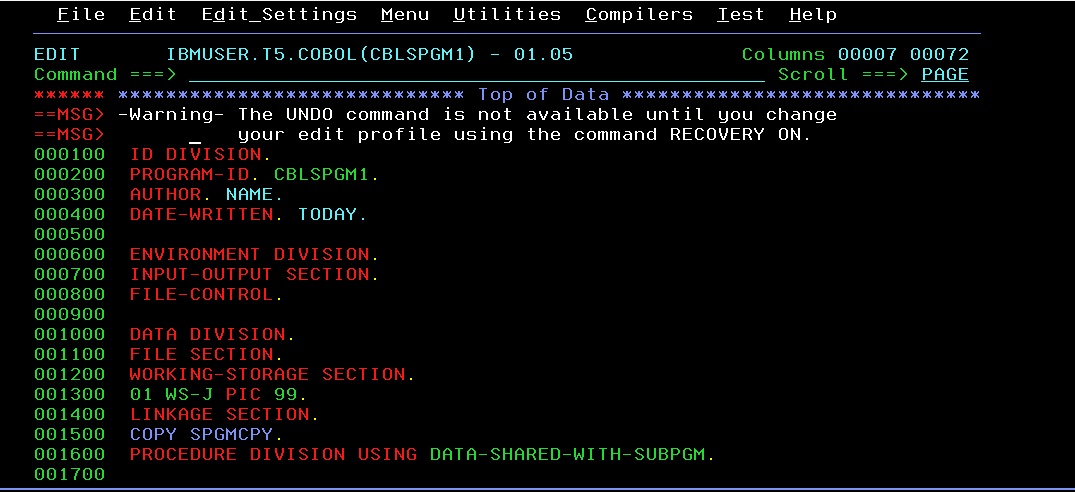 File Edit Edit_Settings Menu Utilities Compilers Test Help
EDIT IBMUSER.T5.COBOL(CBLSPGM1) - 01.05 Columns 00007 00072
Command ===> Scroll ===> PAGE
****** ***************************** Top of Data ******************************
==MSG> -Warning- The UNDO command is not available until you change
==MSG> _ your edit profile using the command RECOVERY ON.
000100 ID DIVISION.
000200 PROGRAM-ID. CBLSPGM1.
000300 AUTHOR. NAME.
000400 DATE-WRITTEN. TODAY.
000500
000600 ENVIRONMENT DIVISION.
000700 INPUT-OUTPUT SECTION.
000800 FILE-CONTROL.
000900
001000 DATA DIVISION.
001100 FILE SECTION.
001200 WORKING-STORAGE SECTION.
001300 01 WS-J PIC 99.
001400 LINKAGE SECTION.
001500 COPY SPGMCPY.
001600 PROCEDURE DIVISION USING DATA-SHARED-WITH-SUBPGM.
001700